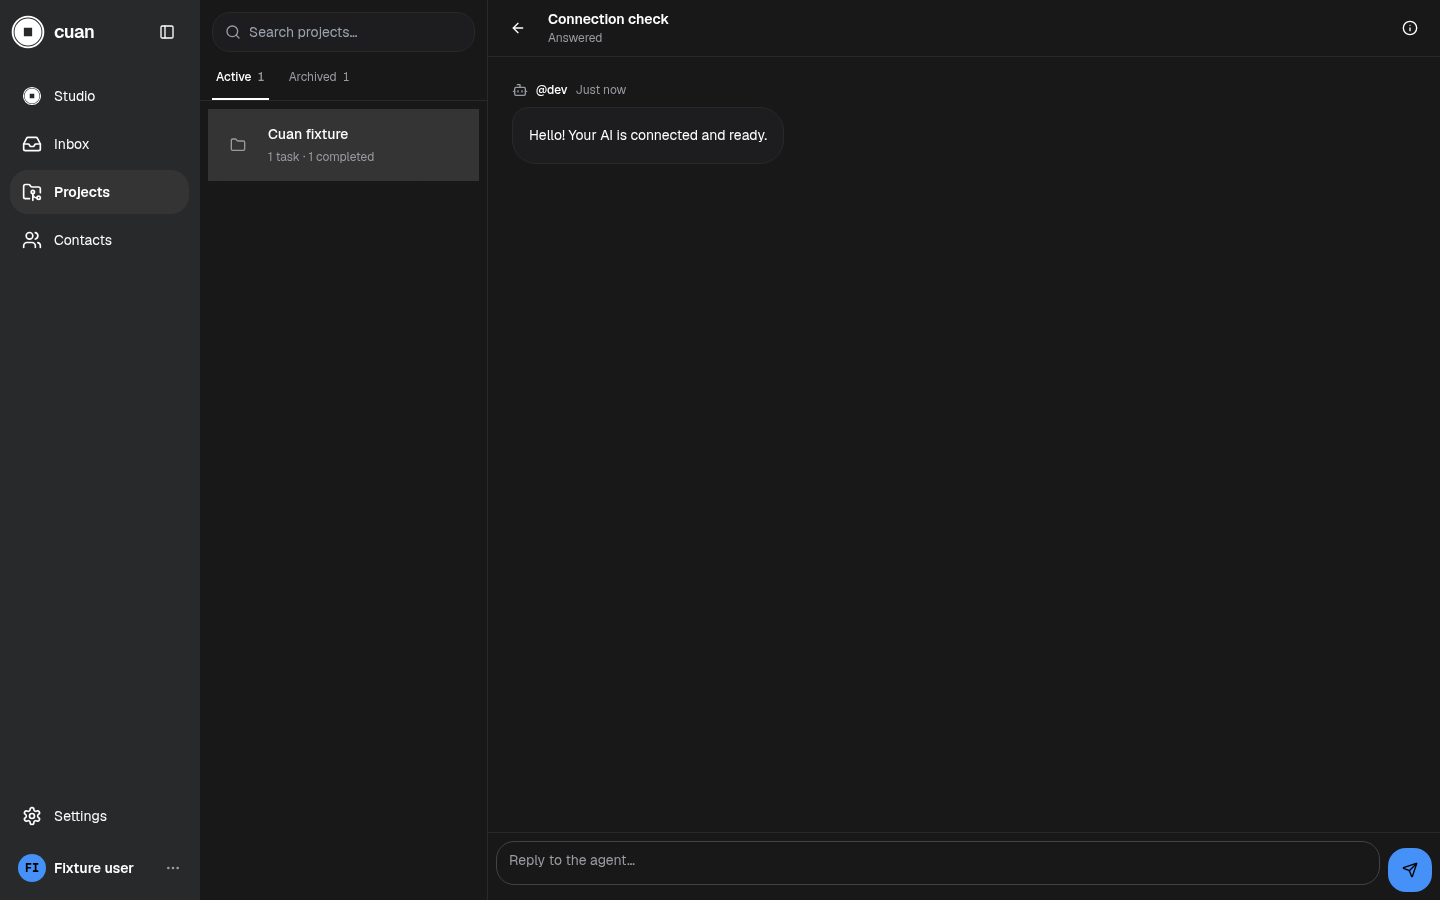 cuan
Studio
Inbox
Projects
Contacts
Settings
FI Fixture user
Search projects…
Active 1 Archived 1
Cuan fixture
1 task · 1 completed
Connection check
Answered
@dev Just now
Hello! Your AI is connected and ready.
Reply to the agent…